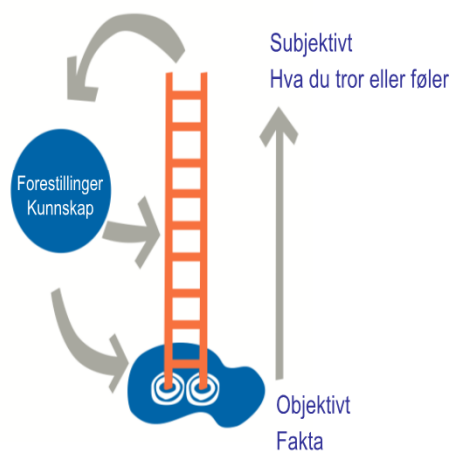 Subjektivt
Hva du tror eller føler
Forestillinger
Kunnskap
Objektivt
Fakta